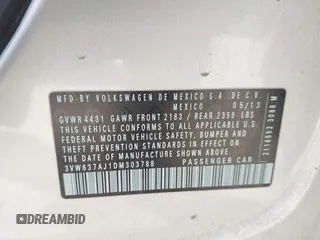 MFD BY VOLKSWAGEN DE MEXICO S.A. DE C.V.
MEXICO 05/13
GVWR 4431 GAWR FRONT 2183 / REAR 2359 LBS
THIS VEHICLE CONFORMS TO ALL APPLICABLE
FEDERAL MOTOR VEHICLE SAFETY, BUMPER AND THEFT
PREVENTION STANDARDS IN EFFECT ON THE
DATE OF MANUFACTURE SHOWN ABOVE.
3VW637AJ1DM303788
PASSENGER CAR
DEALERSHIP